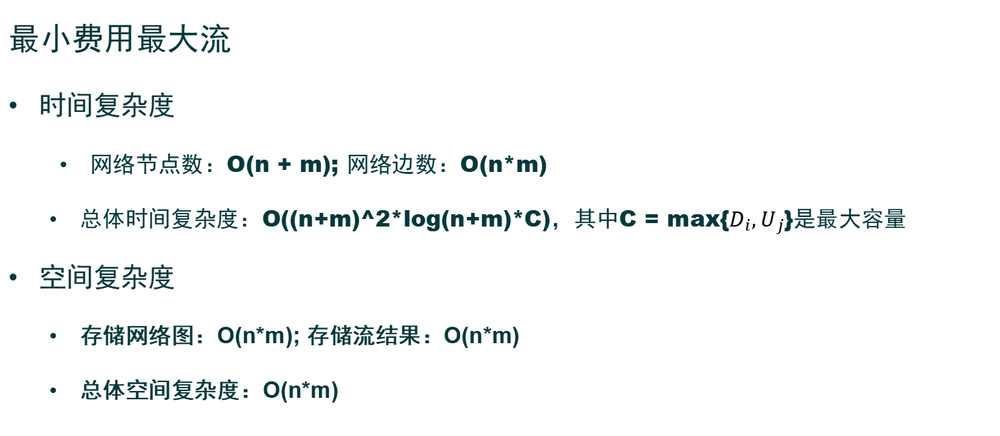 最小费用最大流
• 时间复杂度
• 网络节点数：O(n + m); 网络边数：O(n*m)
• 总体时间复杂度：O((n+m)^2*log(n+m)*C)，其中C = max{D_i, U_j}是最大容量
• 空间复杂度
• 存储网络图：O(n*m); 存储流结果：O(n*m)
• 总体空间复杂度：O(n*m)